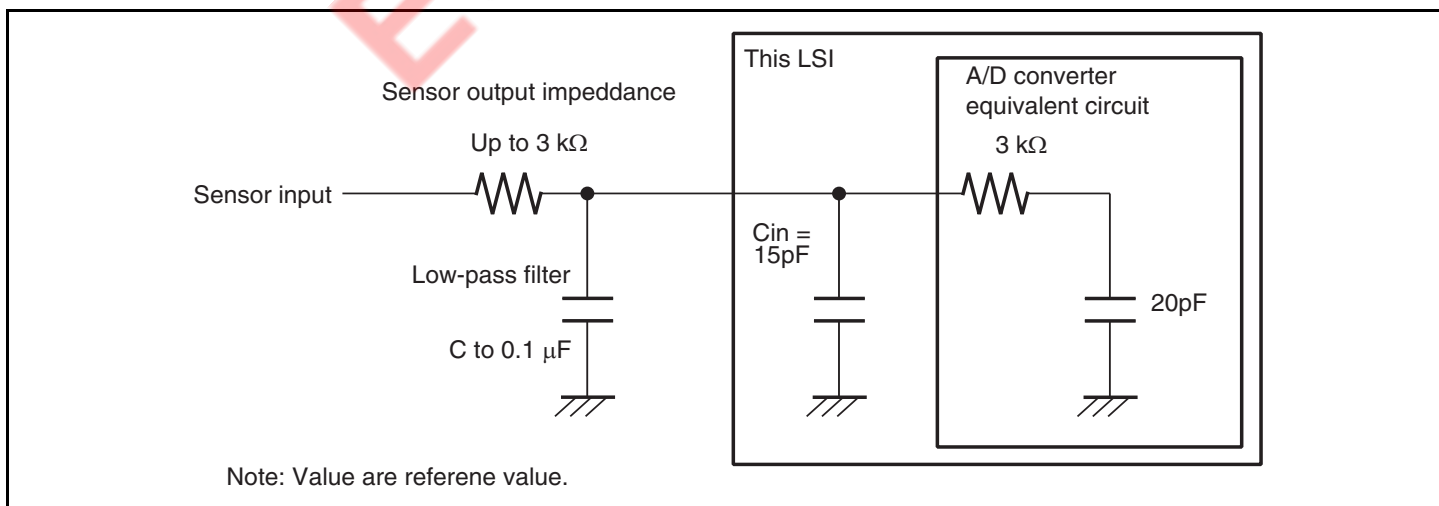 This LSI
A/D converter
equivalent circuit
3 kΩ
Sensor output impeddance
Up to 3 kΩ
Sensor input
Cin =
15pF
Low-pass filter
20pF
C to 0.1 μF
Note: Value are referene value.
E